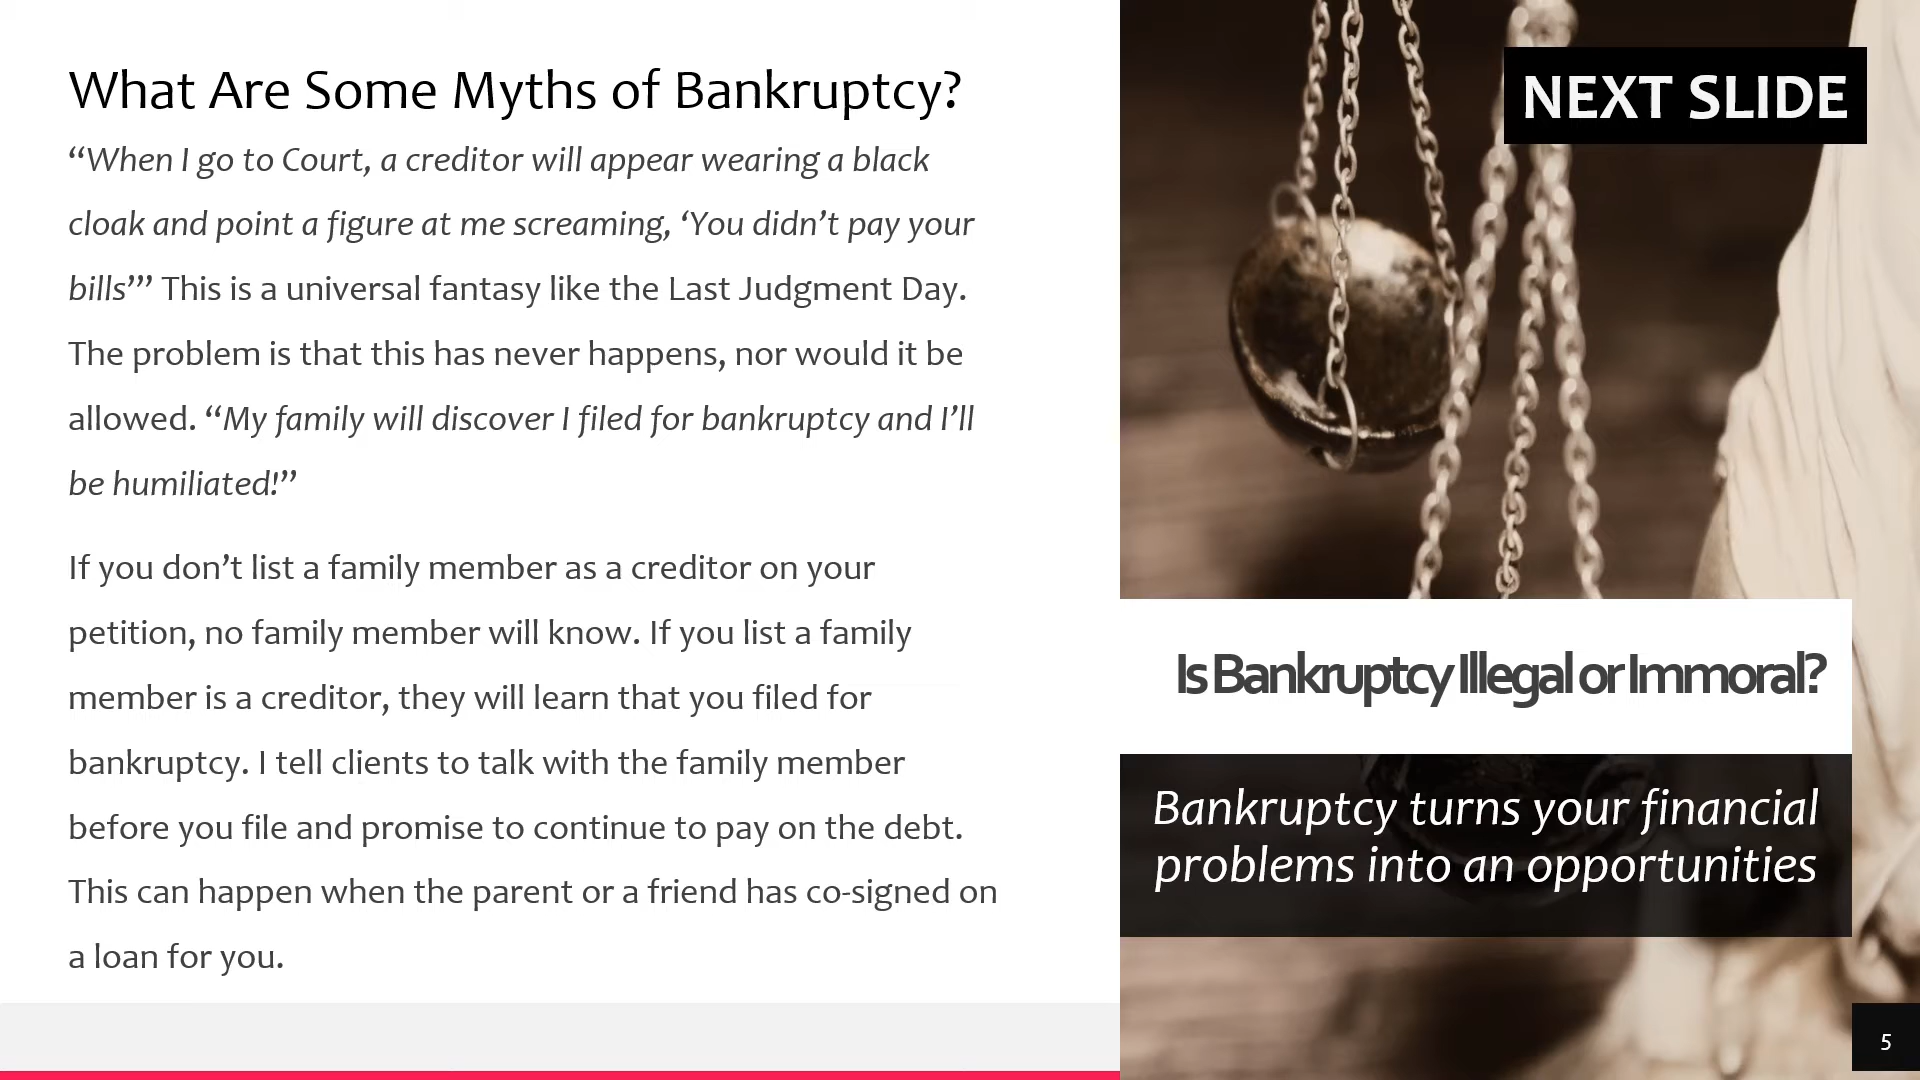 What Are Some Myths of Bankruptcy?
“When I go to Court, a creditor will appear wearing a black
cloak and point a figure at me screaming, ‘You didn’t pay your
bills’” This is a universal fantasy like the Last Judgment Day.
The problem is that this has never happens, nor would it be
allowed. “My family will discover I filed for bankruptcy and I’ll
be humiliated!”
If you don’t list a family member as a creditor on your
petition, no family member will know. If you list a family
member is a creditor, they will learn that you filed for
bankruptcy. I tell clients to talk with the family member
before you file and promise to continue to pay on the debt.
This can happen when the parent or a friend has co-signed on
a loan for you.
NEXT SLIDE
Is Bankruptcy Illegal or Immoral?
Bankruptcy turns your financial
problems into an opportunities
5